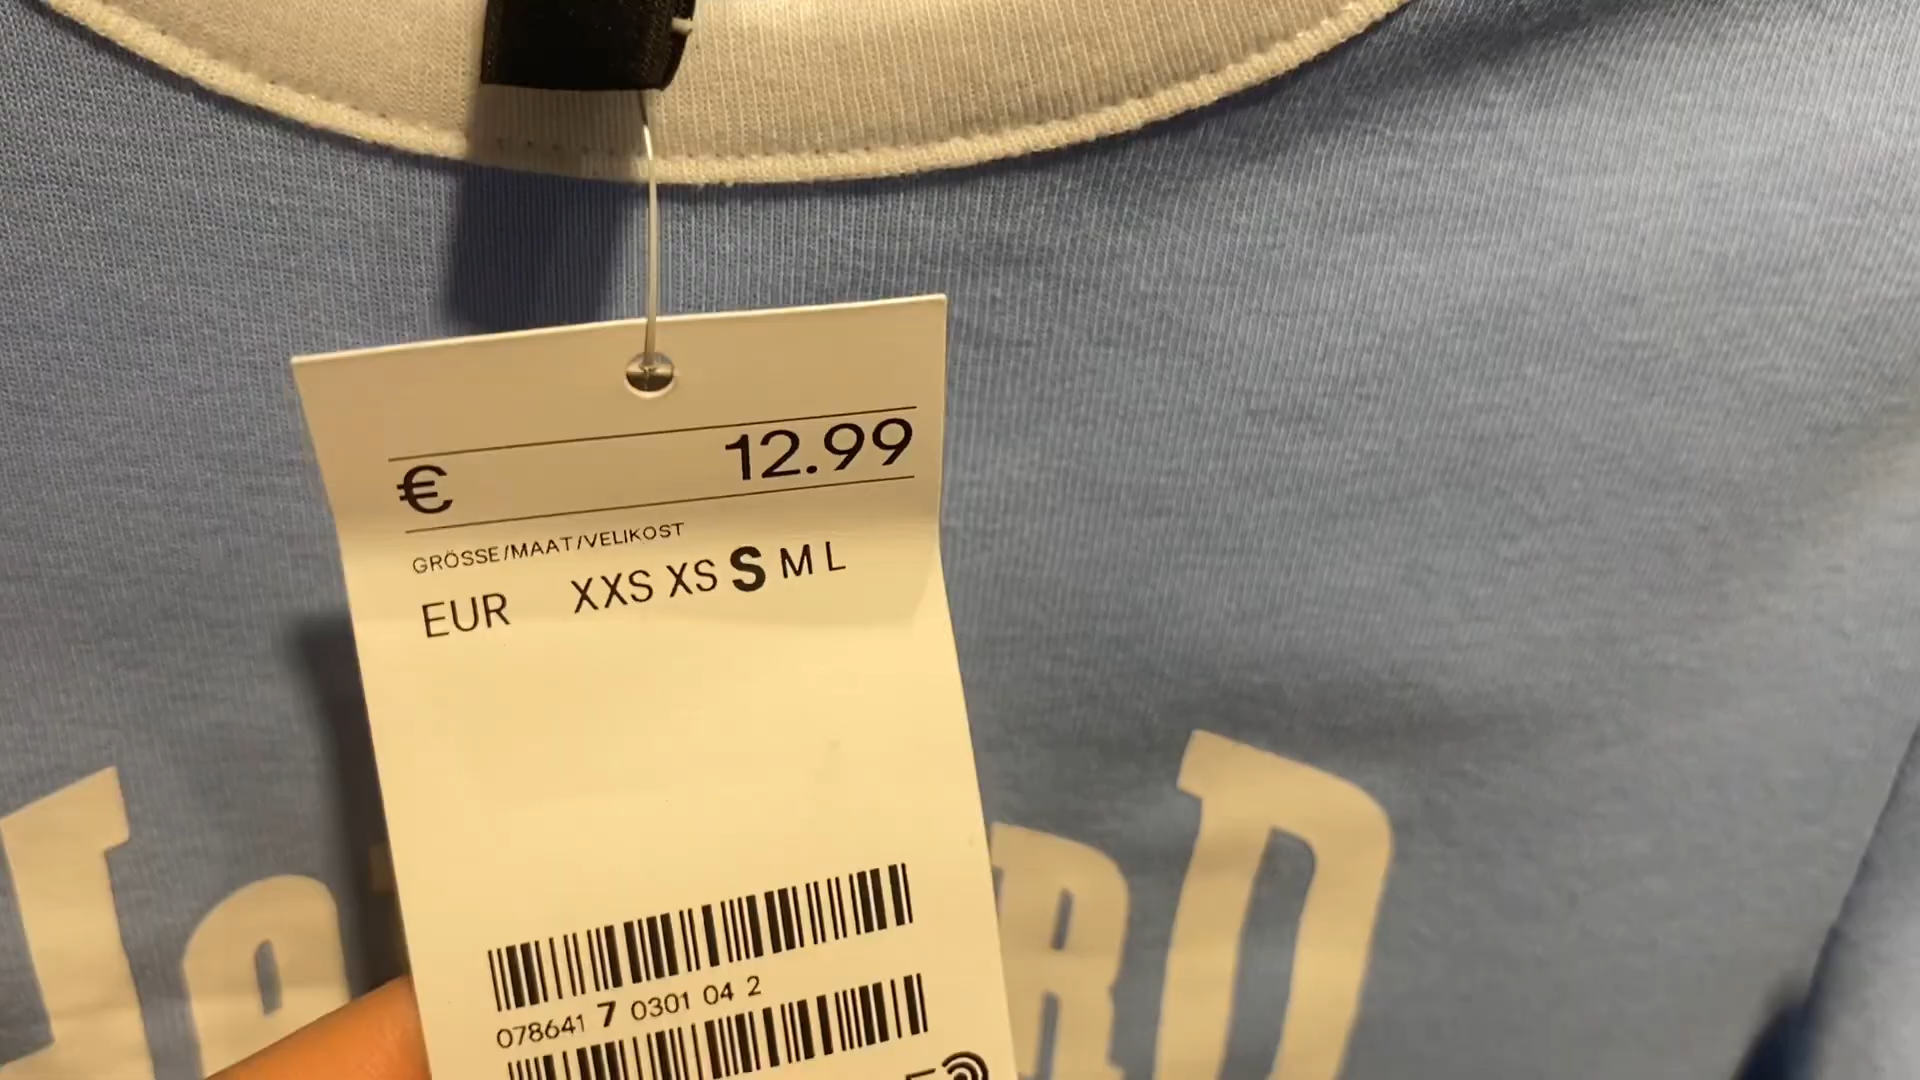 € 12.99
GRÖSSE/MAAT/VELIKOST
EUR XXS XS S M L
078641 7 0301 04 2